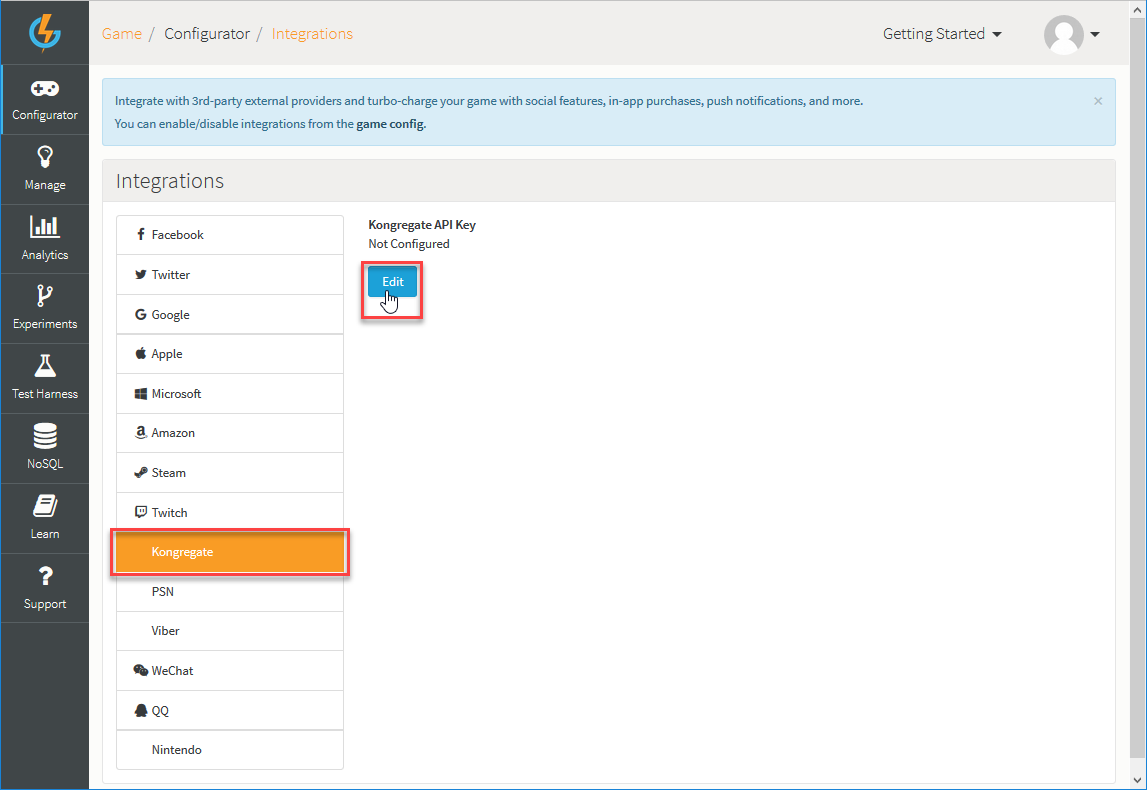 Game / Configurator / Integrations
Getting Started
Configurator
Manage
Analytics
Experiments
Test Harness
NoSQL
Learn
Support
Integrate with 3rd-party external providers and turbo-charge your game with social features, in-app purchases, push notifications, and more.
You can enable/disable integrations from the game config.
×
Integrations
Facebook
Twitter
Google
Apple
Microsoft
Amazon
Steam
Twitch
Kongregate
PSN
Viber
WeChat
QQ
Nintendo
Kongregate API Key
Not Configured
Edit